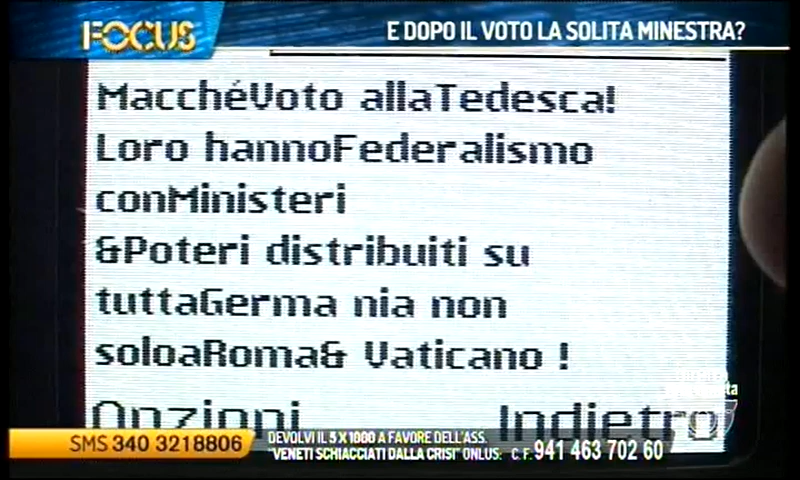 FOCUS
E DOPO IL VOTO LA SOLITA MINESTRA?
MacchéVoto allaTedesca!
Loro hannoFederalismo
conMinisteri
&Poteri distribuiti su
tuttaGerma nia non
soloaRoma& Vaticano !
Opzioni Indietro
SMS 340 3218806
DEVOLVI IL 5 X 1000 A FAVORE DELL'ASS.
"VENETI SCHIACCIATI DALLA CRISI" ONLUS: C.F. 941 463 702 60